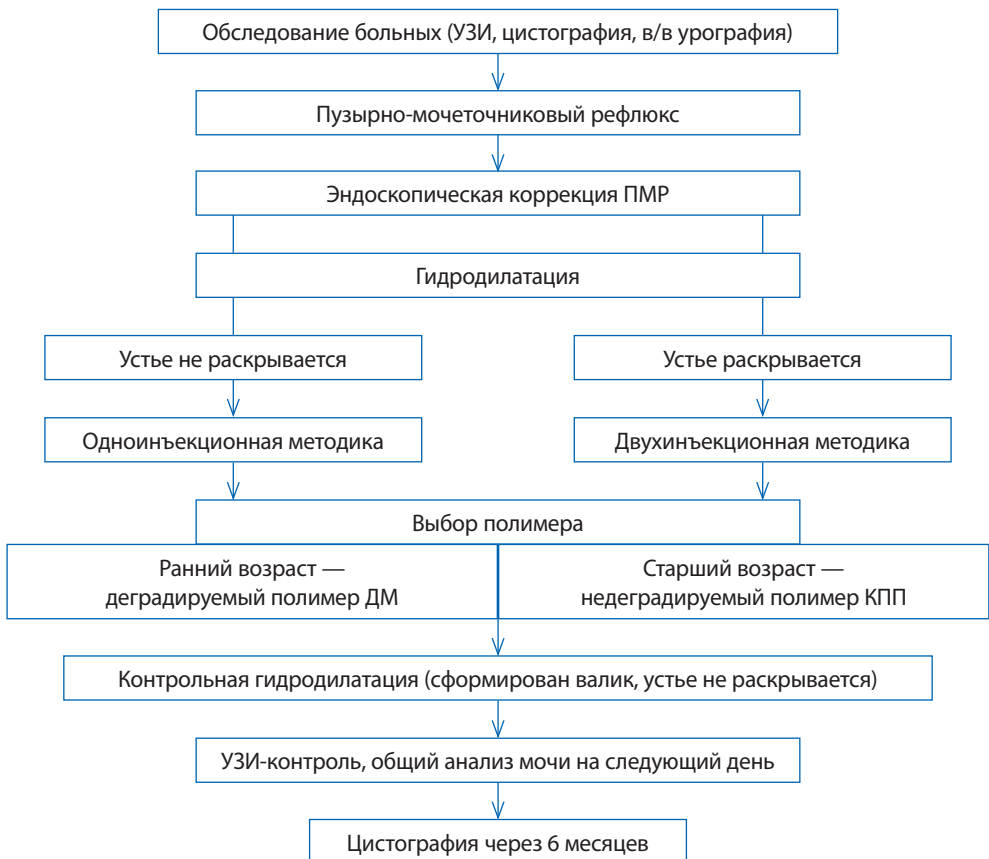 Обследование больных (УЗИ, цистография, в/в урография)
Пузырно-мочеточниковый рефлюкс
Эндоскопическая коррекция ПМР
Гидродилатация
Устье не раскрывается
Устье раскрывается
Одноинъекционная методика
Двухинъекционная методика
Выбор полимера
Ранний возраст —
деградируемый полимер ДМ
Старший возраст —
недеградируемый полимер КПП
Контрольная гидродилатация (сформирован валик, устье не раскрывается)
УЗИ-контроль, общий анализ мочи на следующий день
Цистография через 6 месяцев